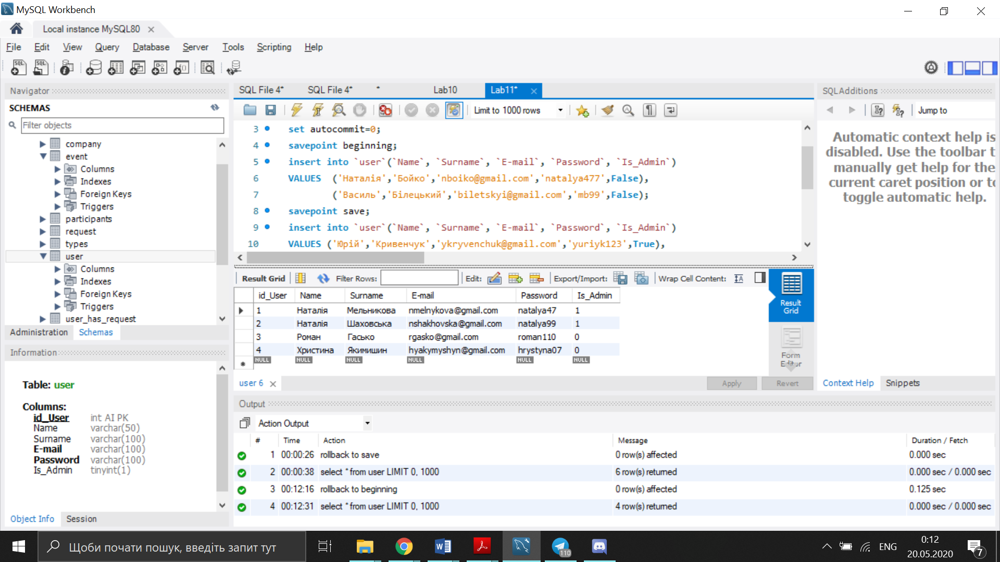 MySQL Workbench
Local instance MySQL80
File Edit View Query Database Server Tools Scripting Help
Navigator
SCHEMAS
Filter objects
company
event
Columns
Indexes
Foreign Keys
Triggers
participants
request
types
user
Columns
Indexes
Foreign Keys
Triggers
user_has_request
Administration Schemas
Information
Table: user
Columns:
id_User int AI PK
Name varchar(50)
Surname varchar(100)
E-mail varchar(100)
Password varchar(100)
Is_Admin tinyint(1)
Object Info Session
SQL File 4* SQL File 4* * Lab10 Lab11*
Limit to 1000 rows
3 set autocommit=0;
4 savepoint beginning;
5 insert into `user`(`Name`, `Surname`, `E-mail`, `Password`, `Is_Admin`)
6 VALUES ('Наталія','Бойко','nboiko@gmail.com','natalya477',False),
7 ('Василь','Білецький','biletskyi@gmail.com','mb99',False);
8 savepoint save;
9 insert into `user`(`Name`, `Surname`, `E-mail`, `Password`, `Is_Admin`)
10 VALUES ('Юрій','Кривенчук','ykryvenchuk@gmail.com','yuriyk123',True),
Result Grid Filter Rows: Edit: Export/Import: Wrap Cell Content:
id_User Name Surname E-mail Password Is_Admin
1 Наталія Мельникова nmelnykova@gmail.com natalya47 1
2 Наталія Шаховська nshakhovska@gmail.com natalya99 1
3 Роман Гасько rgasko@gmail.com roman110 0
4 Христина Якимишин hyakymyshyn@gmail.com hrystyna07 0
NULL NULL NULL NULL NULL NULL
Result
Grid
Form
Editor
user 6 Apply Revert
SQLAdditions
Jump to
Automatic context help is
disabled. Use the toolbar t
manually get help for the
current caret position or to
toggle automatic help.
Context Help Snippets
Output
Action Output
# Time Action Message Duration / Fetch
1 00:00:26 rollback to save 0 row(s) affected 0.000 sec
2 00:00:38 select * from user LIMIT 0, 1000 6 row(s) returned 0.000 sec / 0.000 sec
3 00:12:16 rollback to beginning 0 row(s) affected 0.125 sec
4 00:12:31 select * from user LIMIT 0, 1000 4 row(s) returned 0.000 sec / 0.000 sec
Щоби почати пошук, введіть запит тут
110
ENG
0:12
20.05.2020
7